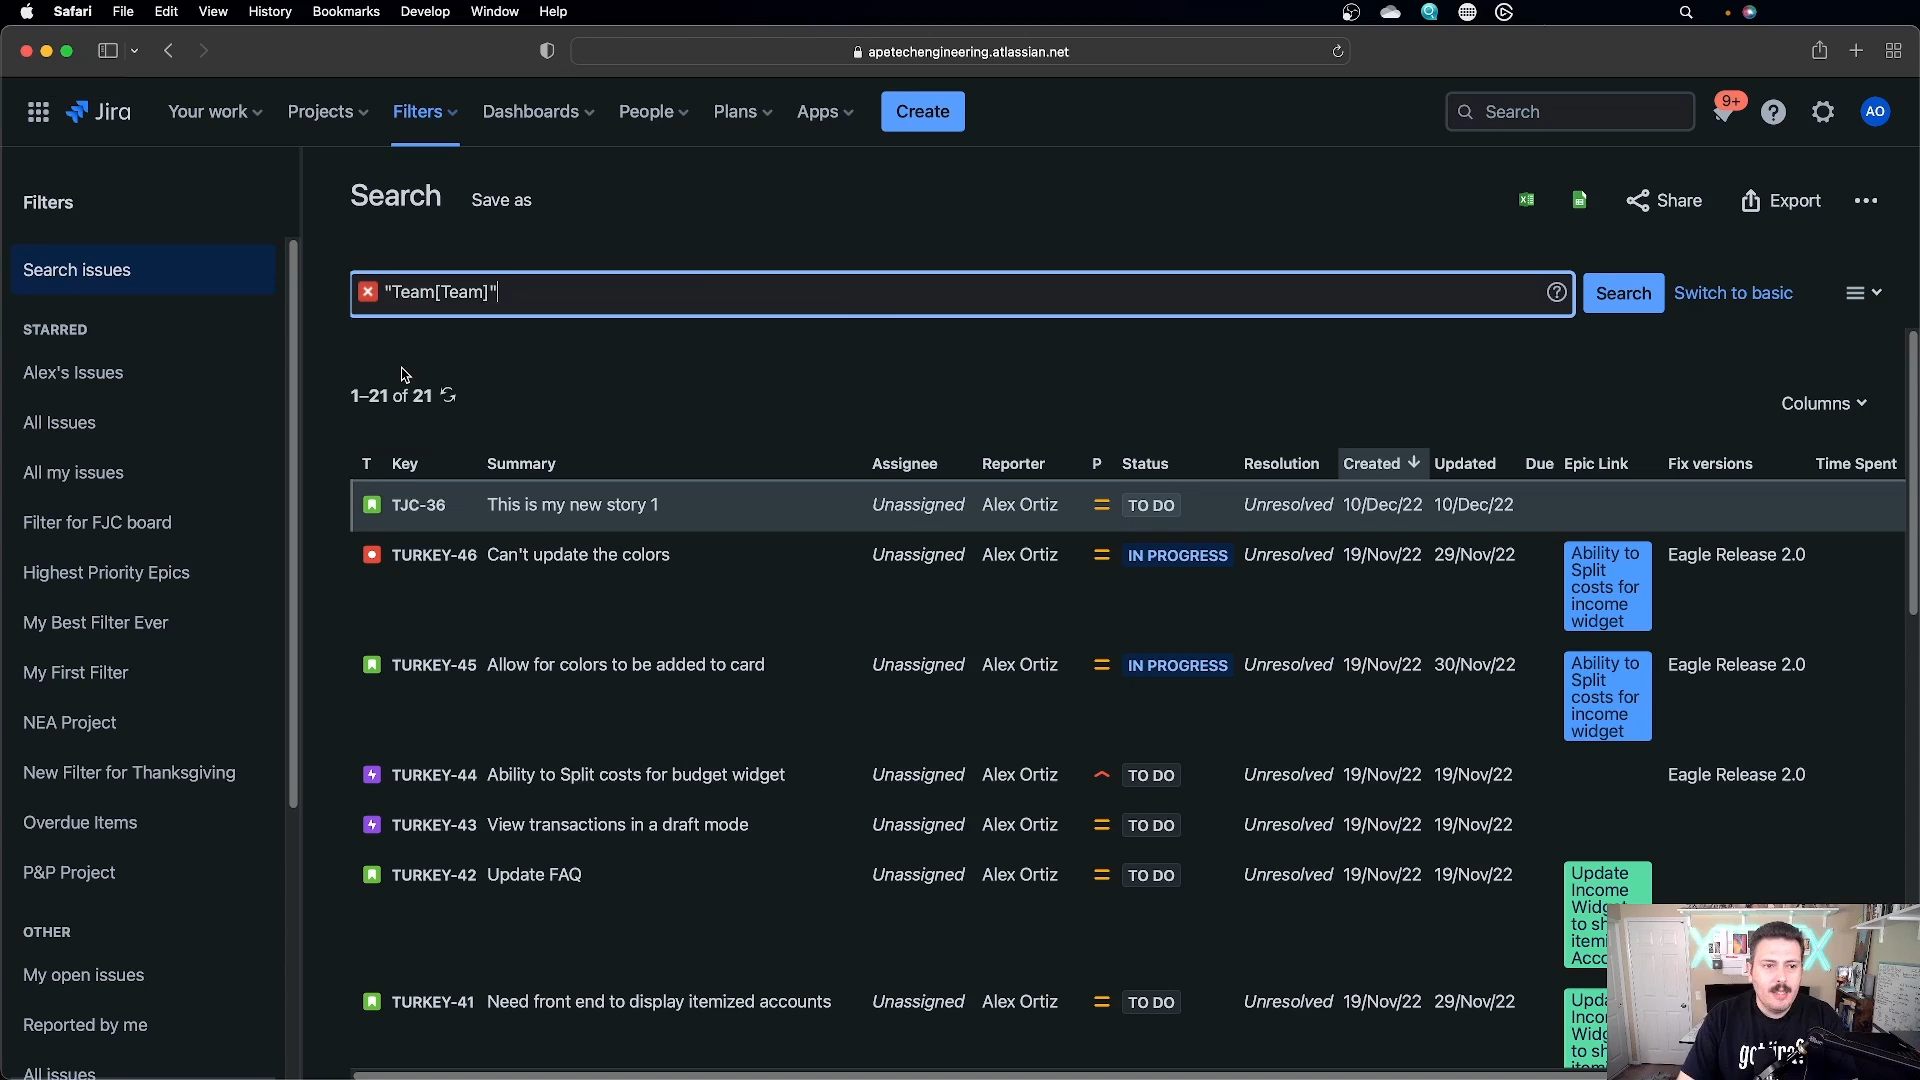 Safari File Edit View History Bookmarks Develop Window Help
apetechengineering.atlassian.net
Jira Your work Projects Filters Dashboards People Plans Apps Create Search 9+ AO
Filters
Search issues
STARRED
Alex's Issues
All Issues
All my issues
Filter for FJC board
Highest Priority Epics
My Best Filter Ever
My First Filter
NEA Project
New Filter for Thanksgiving
Overdue Items
P&P Project
OTHER
My open issues
Reported by me
All issues
Search Save as Share Export
"Team[Team]" Search Switch to basic
1–21 of 21
Columns
T Key Summary Assignee Reporter P Status Resolution Created Updated Due Epic Link Fix versions Time Spent
TJC-36 This is my new story 1 Unassigned Alex Ortiz TO DO Unresolved 10/Dec/22 10/Dec/22
TURKEY-46 Can't update the colors Unassigned Alex Ortiz IN PROGRESS Unresolved 19/Nov/22 29/Nov/22 Ability to Eagle Release 2.0
Split
costs for
income
widget
TURKEY-45 Allow for colors to be added to card Unassigned Alex Ortiz IN PROGRESS Unresolved 19/Nov/22 30/Nov/22 Ability to Eagle Release 2.0
Split
costs for
income
widget
TURKEY-44 Ability to Split costs for budget widget Unassigned Alex Ortiz TO DO Unresolved 19/Nov/22 19/Nov/22 Eagle Release 2.0
TURKEY-43 View transactions in a draft mode Unassigned Alex Ortiz TO DO Unresolved 19/Nov/22 19/Nov/22
TURKEY-42 Update FAQ Unassigned Alex Ortiz TO DO Unresolved 19/Nov/22 19/Nov/22 Update
Income
Widg
to sh
itemi
Acco
TURKEY-41 Need front end to display itemized accounts Unassigned Alex Ortiz TO DO Unresolved 19/Nov/22 29/Nov/22 Upda
Incor
Widg
to sh